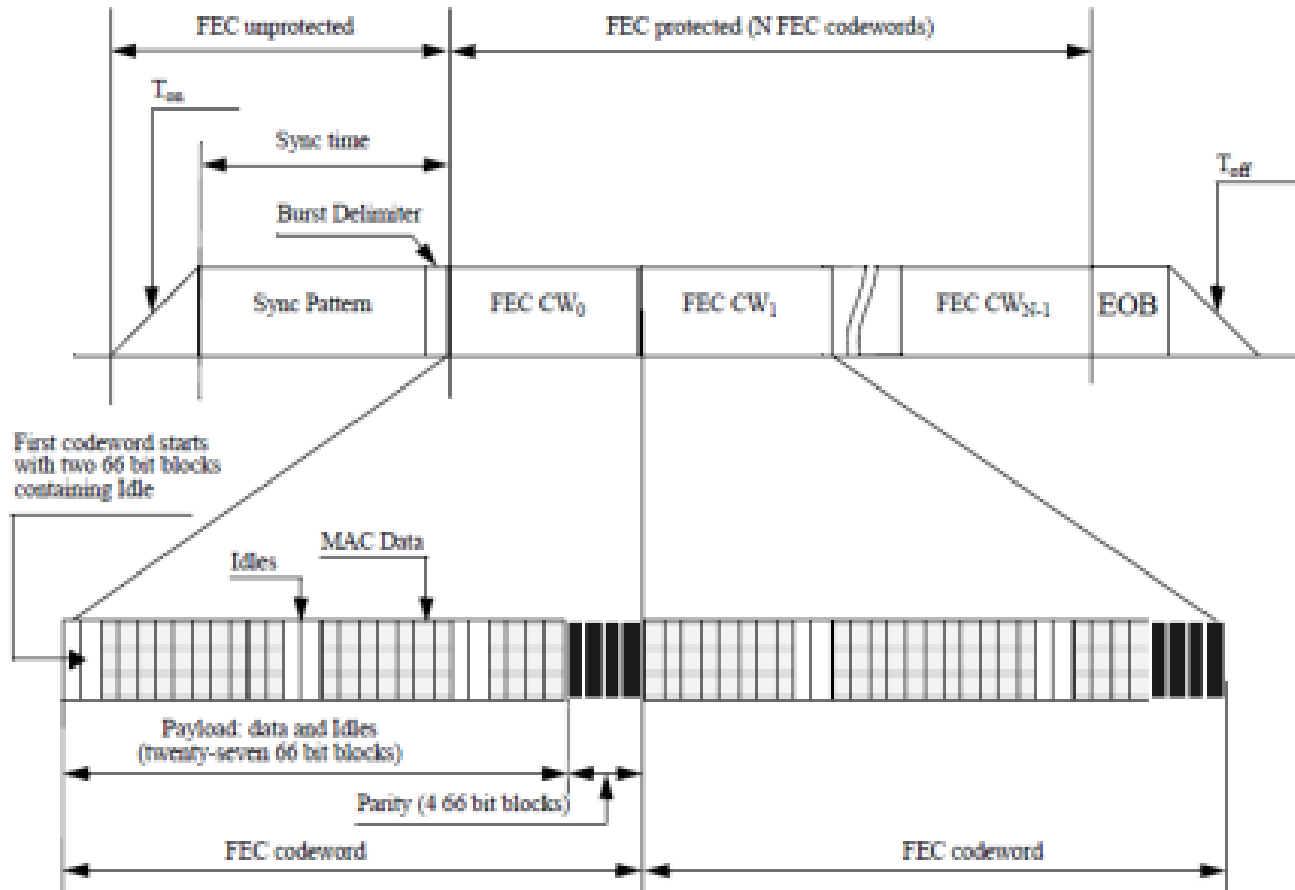 FEC unprotected
FEC protected (N FEC codewords)
Ton
Sync time
Toff
Burst Delimiter
Sync Pattern
FEC CW0
FEC CW1
FEC CWN-1
EOB
First codeword starts
with two 66 bit blocks
containing Idle
MAC Data
Idles
Payload: data and Idles
(twenty-seven 66 bit blocks)
Parity (4 66 bit blocks)
FEC codeword
FEC codeword